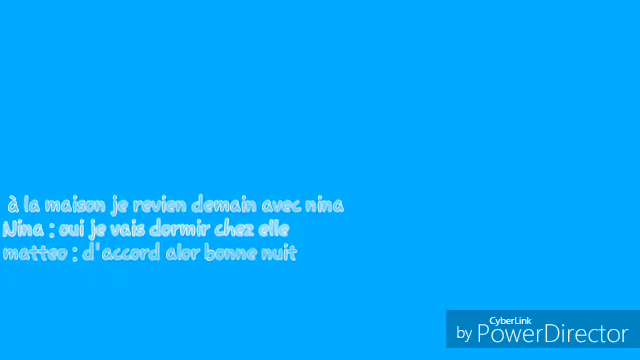 à la maison je revien demain avec nina
Nina : oui je vais dormir chez elle
matteo : d'accord alor bonne nuit
CyberLink
by PowerDirector